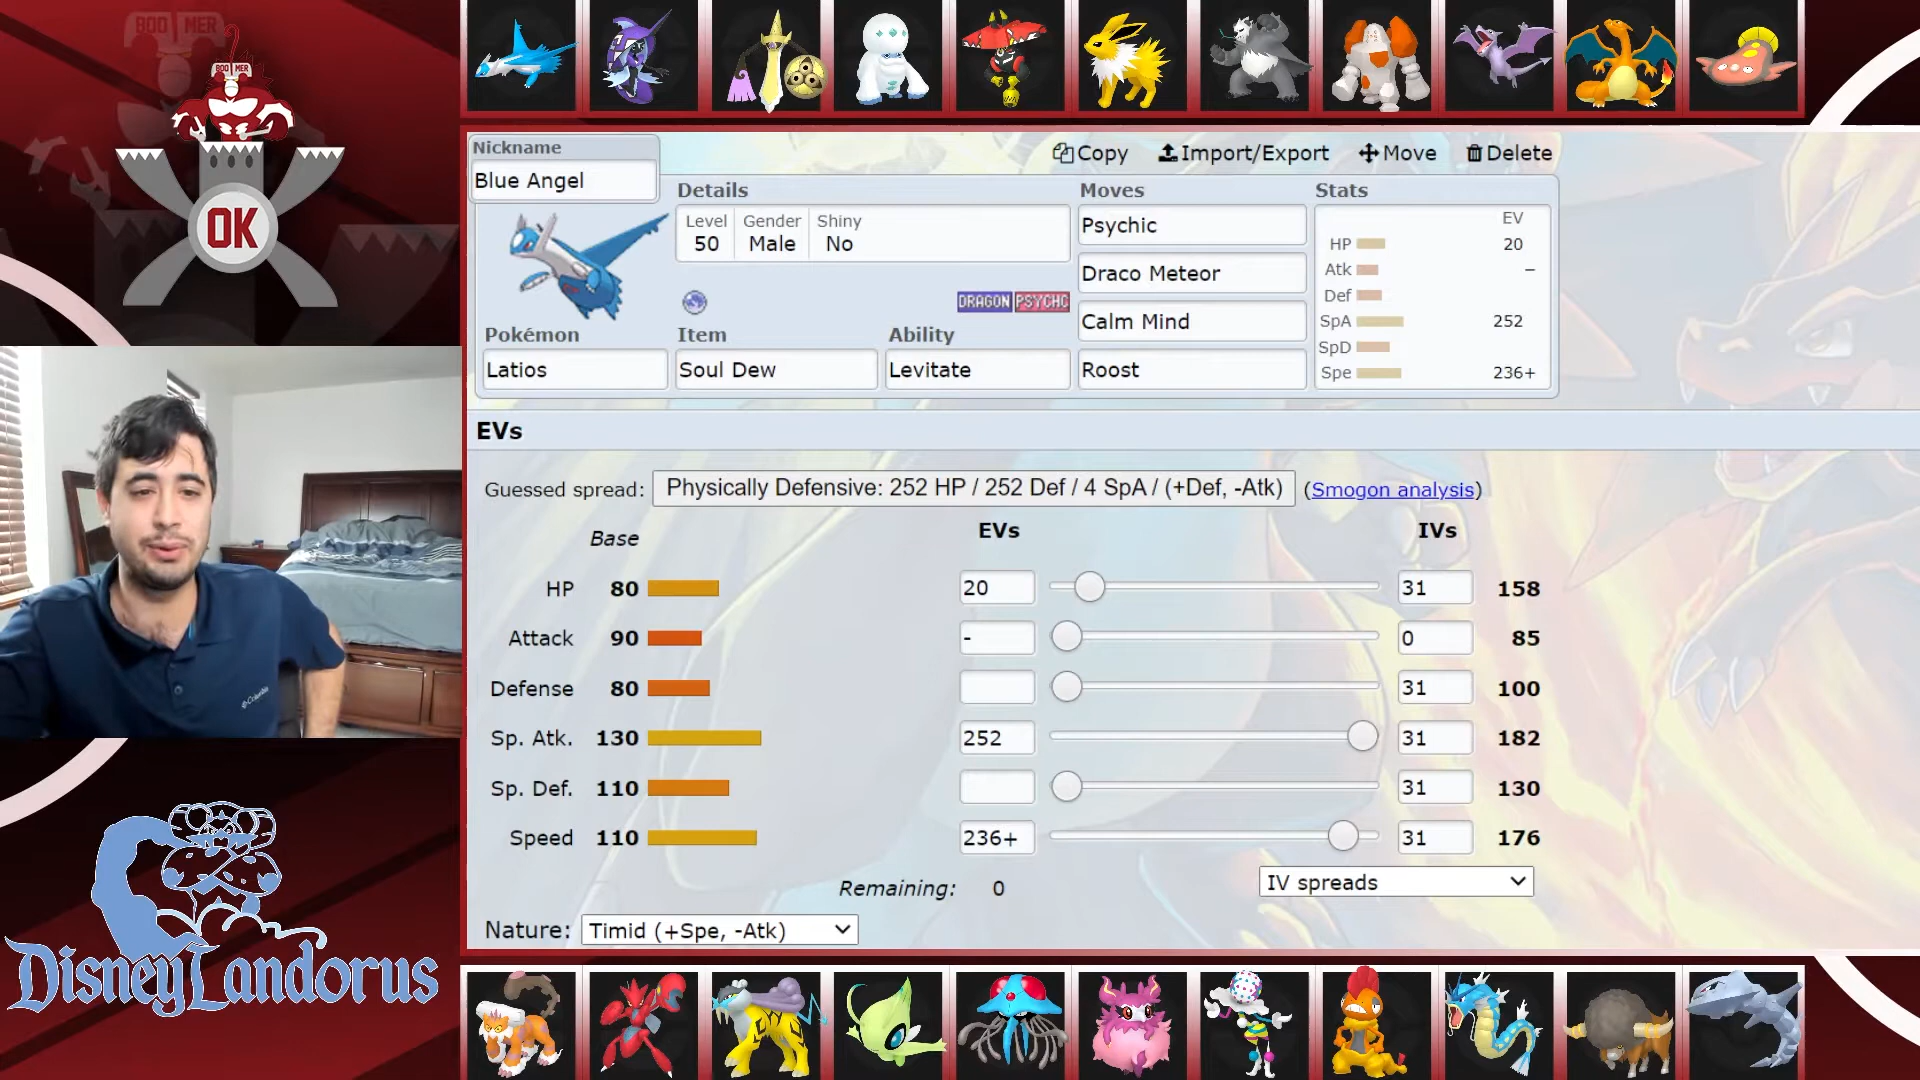 BOOMER
BOOMER
OK
Nickname
Blue Angel
Copy Import/Export Move Delete
Details Moves Stats
Level Gender Shiny
50 Male No
Psychic
Draco Meteor
Calm Mind
Roost
EV
HP 20
Atk –
Def
SpA 252
SpD
Spe 236+
DRAGON PSYCHC
Pokémon Item Ability
Latios Soul Dew Levitate
EVs
Guessed spread: Physically Defensive: 252 HP / 252 Def / 4 SpA / (+Def, -Atk) (Smogon analysis)
Base EVs IVs
HP 80 20 31 158
Attack 90 - 0 85
Defense 80 31 100
Sp. Atk. 130 252 31 182
Sp. Def. 110 31 130
Speed 110 236+ 31 176
Remaining: 0
IV spreads
Nature: Timid (+Spe, -Atk)
Columbia
DisneyLandorus